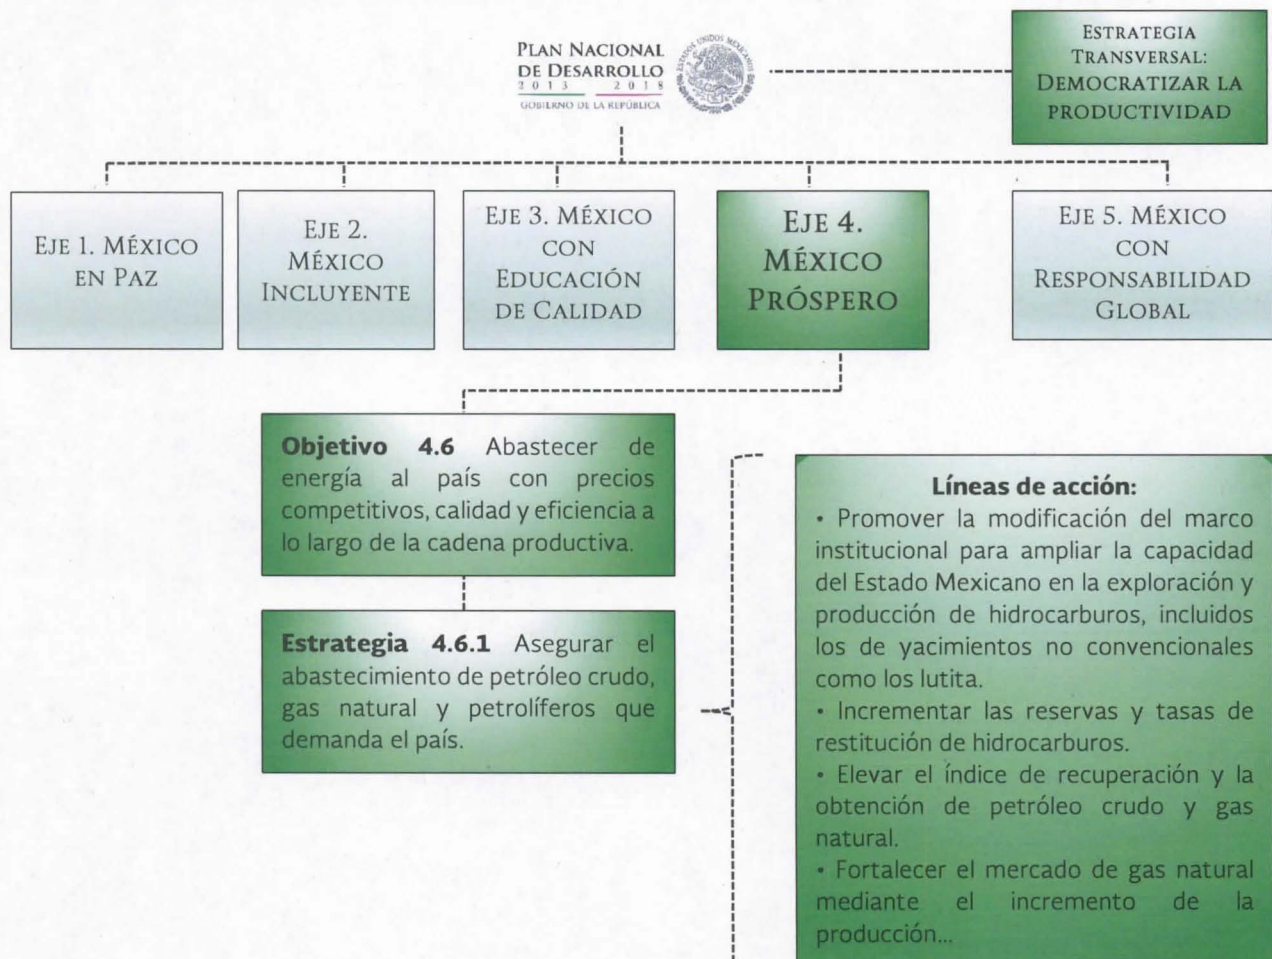 PLAN NACIONAL
DE DESARROLLO
2013 2018
GOBIERNO DE LA REPÚBLICA
ESTADOS UNIDOS MEXICANOS
ESTRATEGIA
TRANSVERSAL:
DEMOCRATIZAR LA
PRODUCTIVIDAD
EJE 1. MÉXICO
EN PAZ
EJE 2.
MÉXICO
INCLUYENTE
EJE 3. MÉXICO
CON
EDUCACIÓN
DE CALIDAD
EJE 4.
MÉXICO
PRÓSPERO
EJE 5. MÉXICO
CON
RESPONSABILIDAD
GLOBAL
Objetivo 4.6 Abastecer de
energía al país con precios
competitivos, calidad y eficiencia a
lo largo de la cadena productiva.
Estrategia 4.6.1 Asegurar el
abastecimiento de petróleo crudo,
gas natural y petrolíferos que
demanda el país.
Líneas de acción:
• Promover la modificación del marco
institucional para ampliar la capacidad
del Estado Mexicano en la exploración y
producción de hidrocarburos, incluidos
los de yacimientos no convencionales
como los lutita.
• Incrementar las reservas y tasas de
restitución de hidrocarburos.
• Elevar el índice de recuperación y la
obtención de petróleo crudo y gas
natural.
• Fortalecer el mercado de gas natural
mediante el incremento de la
producción...